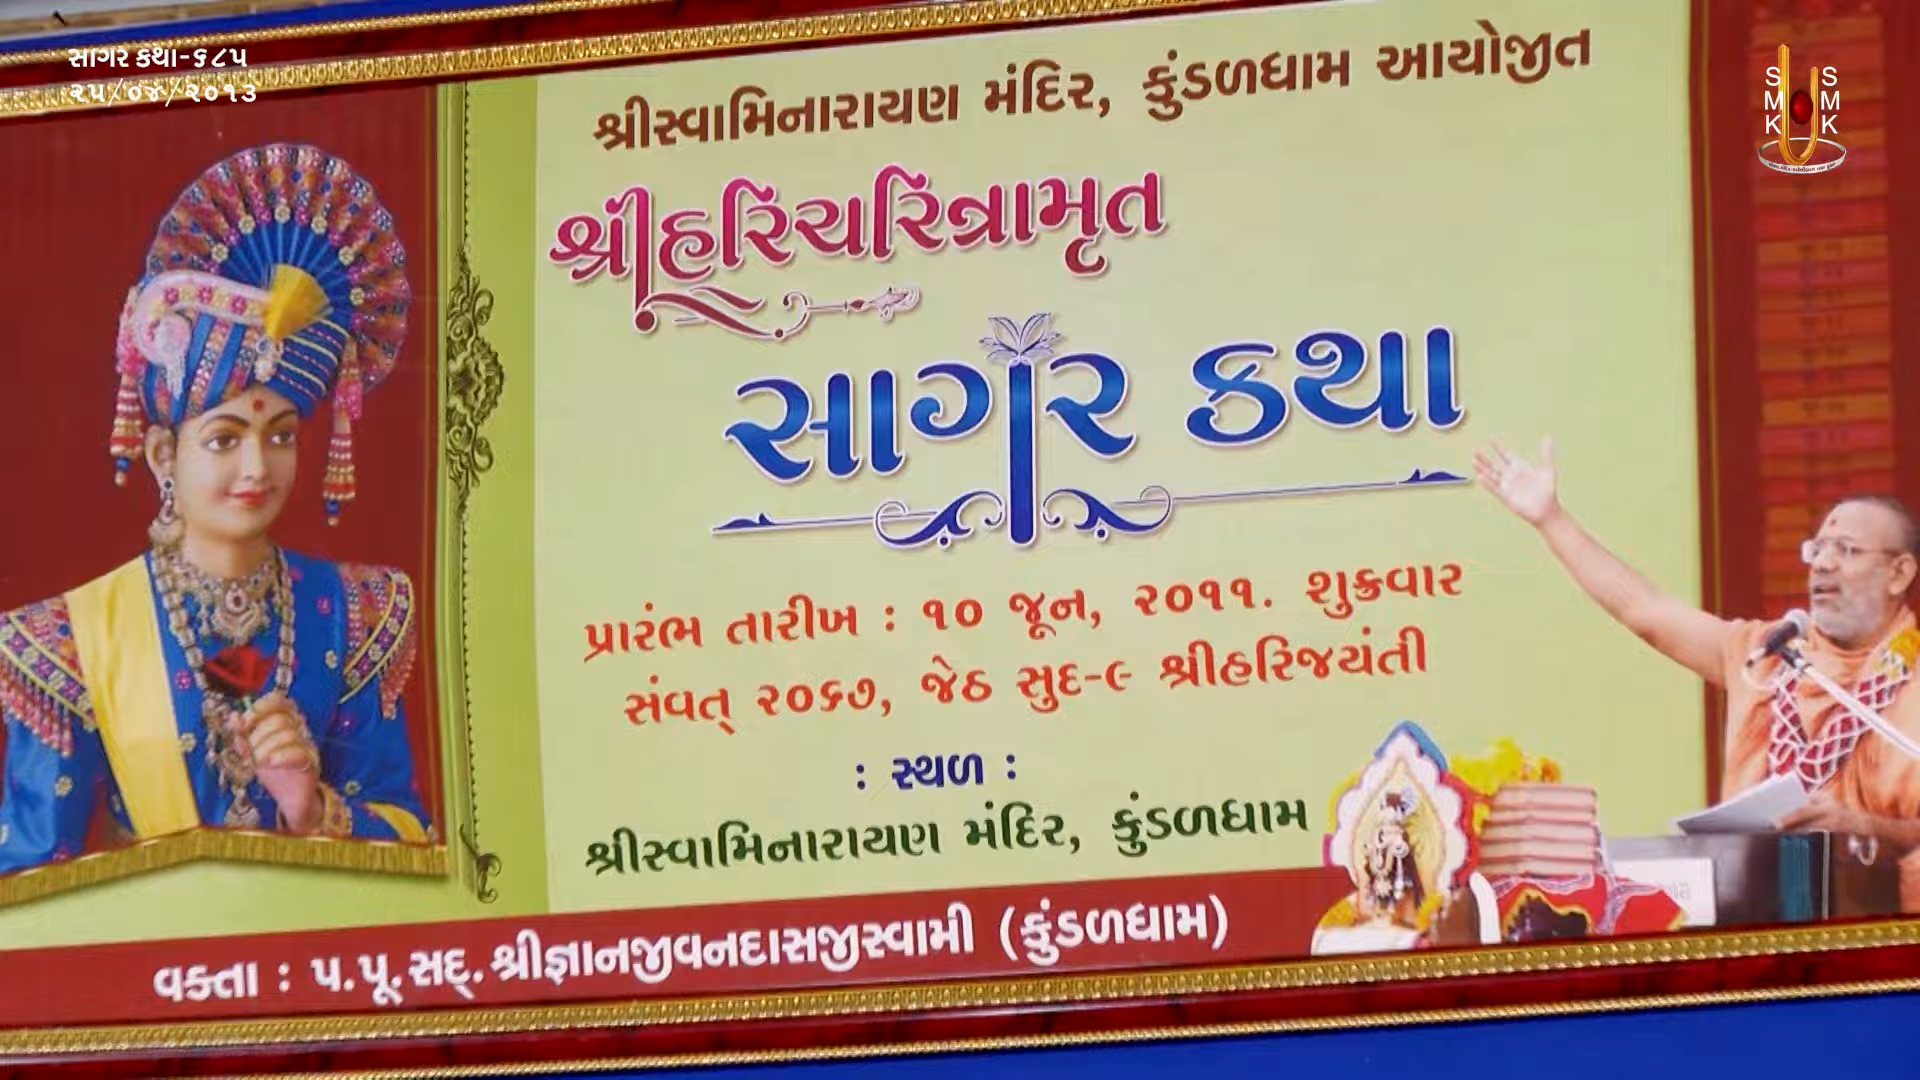 સાગર કથા-૬૮૫
૨૫/૦૪/૨૦૧૩
S S
M M
K K
શ્રીસ્વામિનારાયણ મંદિર, કુંડળધામ આયોજીત
શ્રીહરિચરિત્રામૃત
સાગર કથા
પ્રારંભ તારીખ : ૧૦ જૂન, ૨૦૧૧. શુક્રવાર
સંવત્ ૨૦૬૭, જેઠ સુદ-૯ શ્રીહરિજયંતી
: સ્થળ :
શ્રીસ્વામિનારાયણ મંદિર, કુંડળધામ
વક્તા : પ.પૂ.સદ્.શ્રીજ્ઞાનજીવનદાસજીસ્વામી (કુંડળધામ)